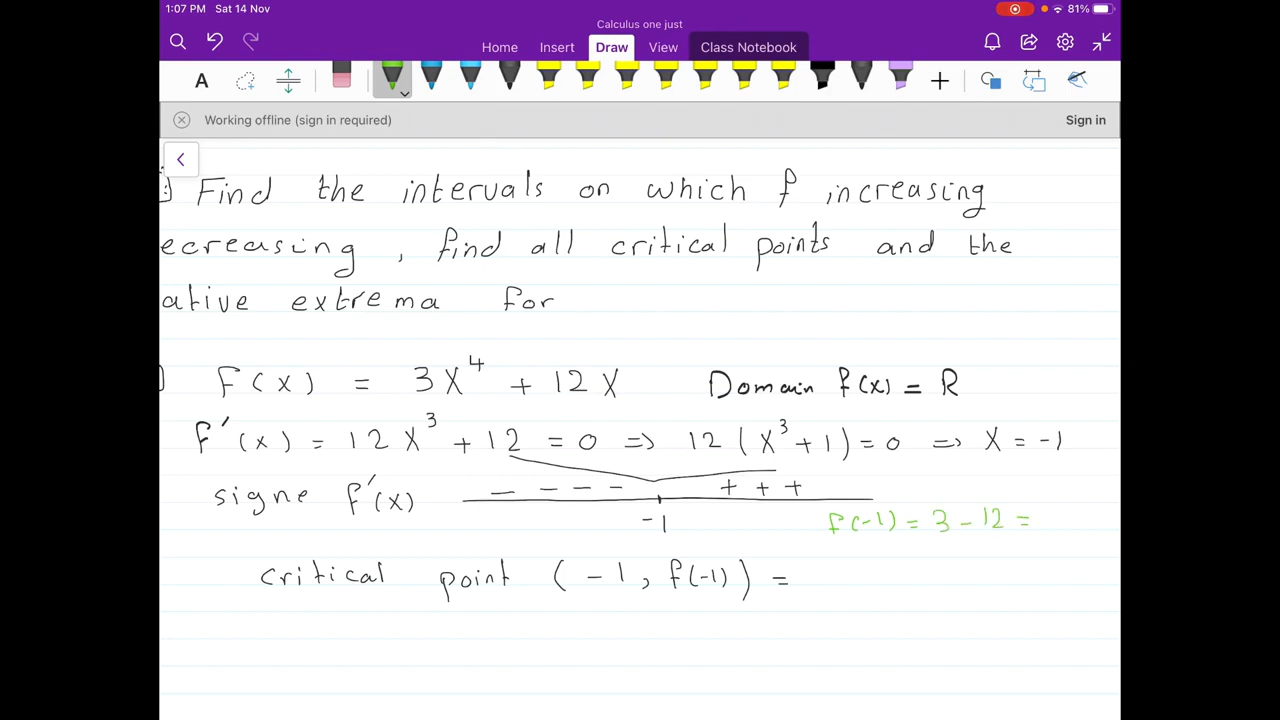 1:07 PM Sat 14 Nov
81%
Calculus one just
Home Insert Draw View Class Notebook
A
Working offline (sign in required) Sign in
Find the intervals on which f increasing
ecreasing , find all critical points and the
ative extrema for
F(x) = 3X⁴ + 12X Domain f(x) = R
F'(x) = 12X³ + 12 = 0 => 12(X³+1) = 0 => X = -1
signe f'(x) — — — — + + +
-1
f(-1) = 3 - 12 =
critical point (-1, f(-1)) =